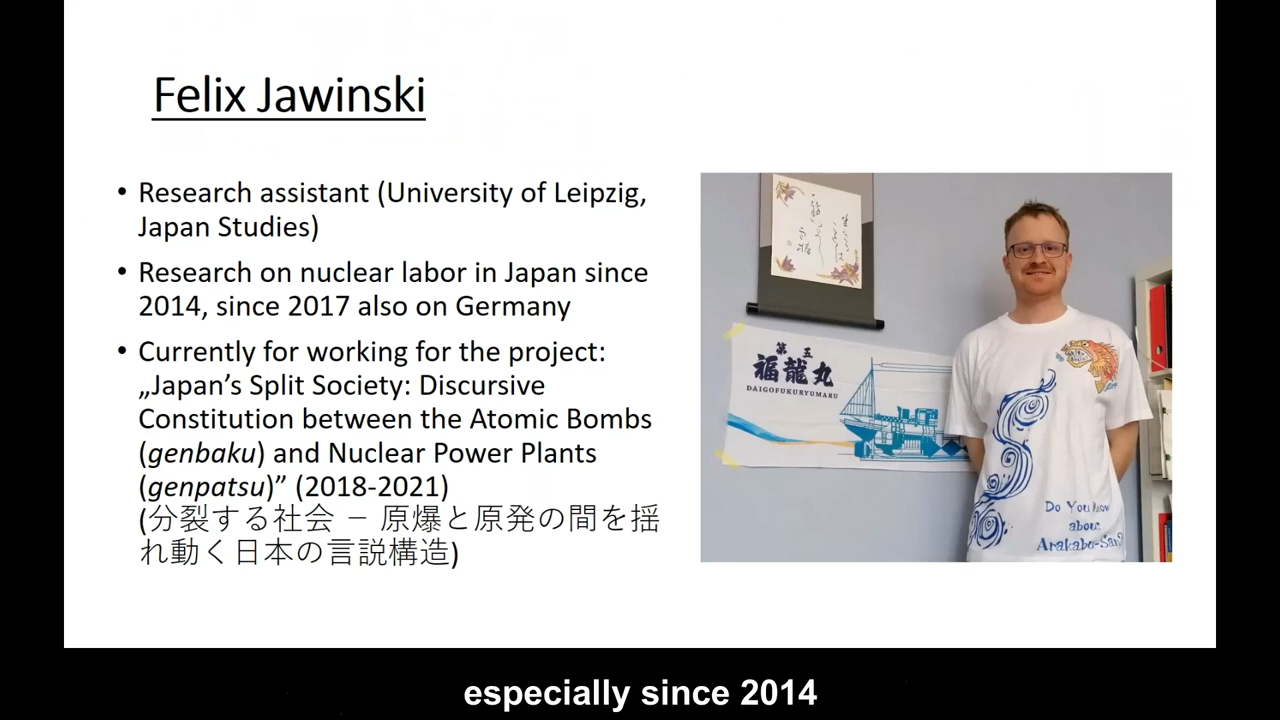 Felix Jawinski
• Research assistant (University of Leipzig,
Japan Studies)
• Research on nuclear labor in Japan since
2014, since 2017 also on Germany
• Currently for working for the project:
„Japan’s Split Society: Discursive
Constitution between the Atomic Bombs
(genbaku) and Nuclear Power Plants
(genpatsu)” (2018-2021)
(分裂する社会 － 原爆と原発の間を揺
れ動く日本の言説構造)
第五
福龍丸
DAIGOFUKURYUMARU
Do You Know
about
Arakabu-San?
especially since 2014